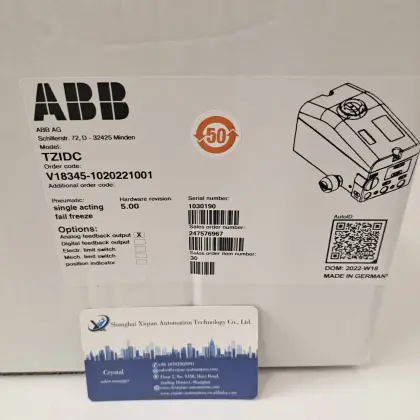 ABB
ABB AG
Schillerstr. 72, D - 32425 Minden
Model:
TZIDC
Order code:
V18345-1020221001
Additional order code:
Pneumatic:
single acting
fail freeze
Hardware revision
5.00
Serial number:
1030190
Sales order number
247576967
Sales order item number
30
Options:
Analog feedback output X
Digital feedback output
Electr. limit switch
Mech. limit switch
position indicator
50
AutoID:
DOM: 2022-W18
MADE IN GERMANY
Shanghai Xinjian Automation Technology Co., Ltd.
Crystal
sales manager